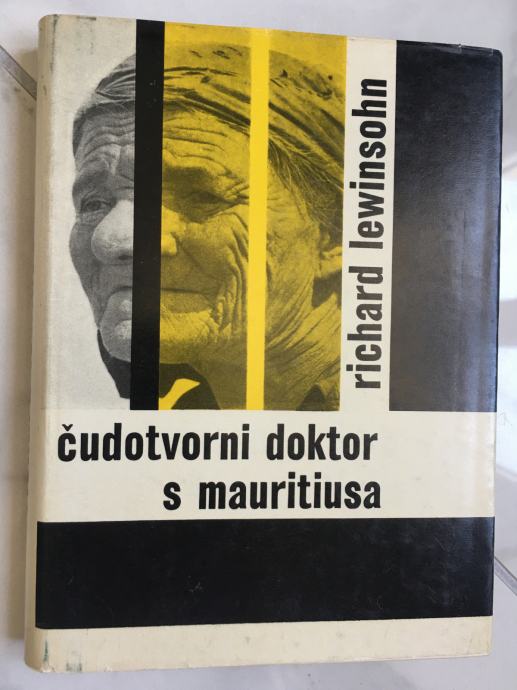 richard lewinsohn
čudotvorni doktor
s mauritiusa